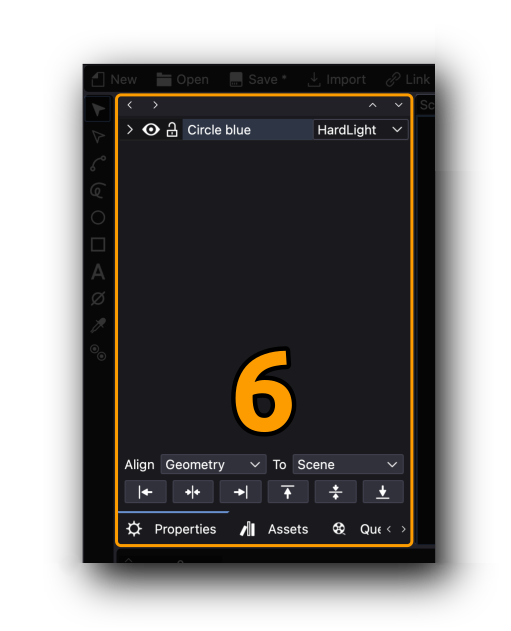 New Open Save * Import Link
Sc
Circle blue HardLight
6
Align Geometry To Scene
A
Properties Assets Que